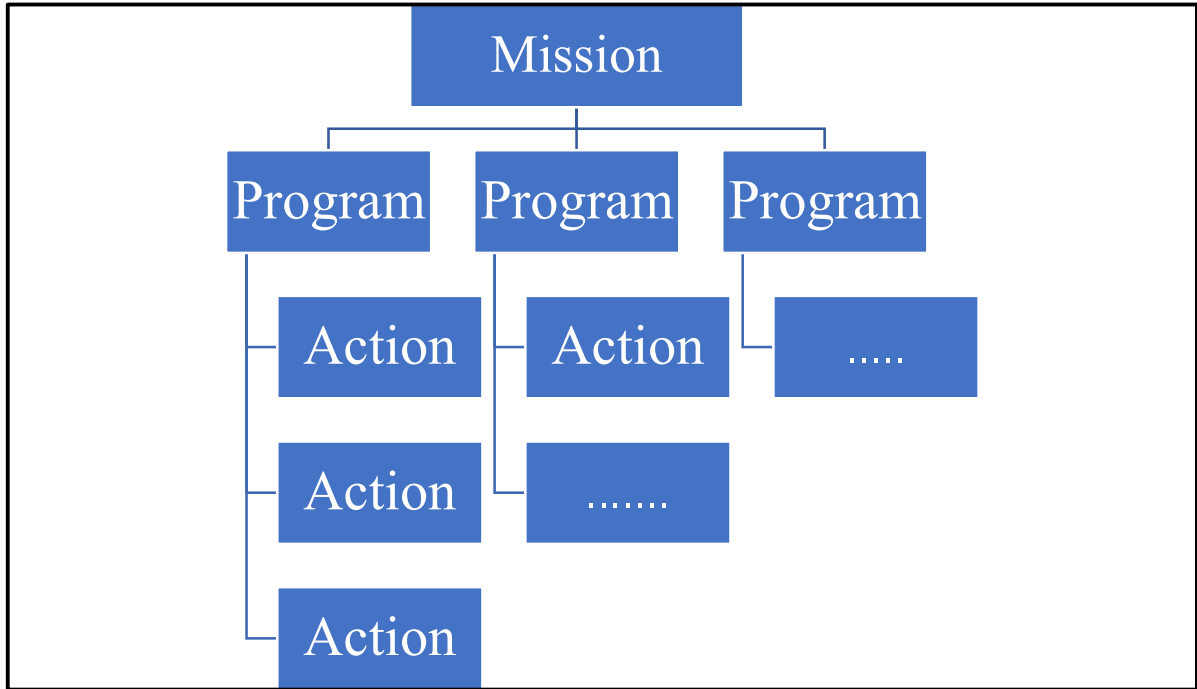 Mission
Program
Program
Program
Action
Action
.....
Action
.......
Action